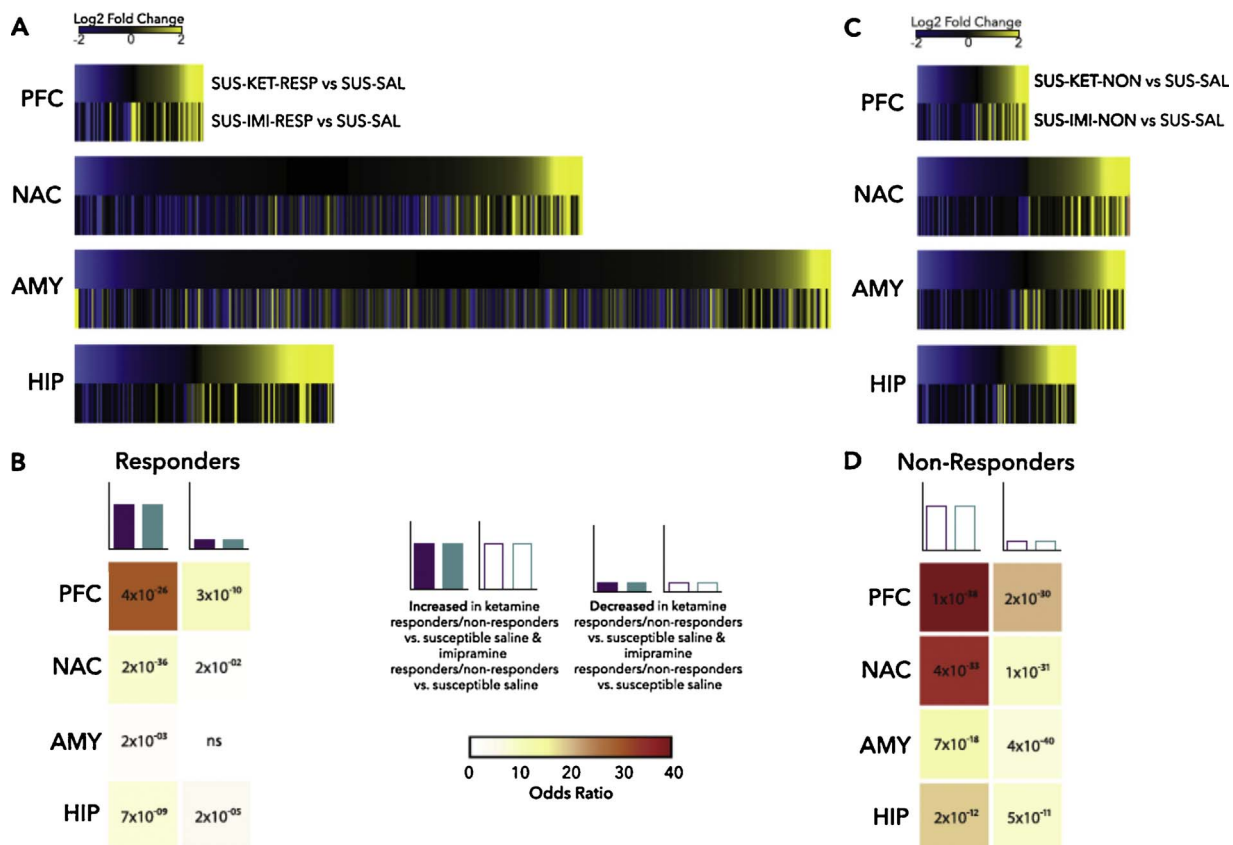 A
Log2 Fold Change
-2
0
2
PFC
SUS-KET-RESP vs SUS-SAL
SUS-IMI-RESP vs SUS-SAL
NAC
AMY
HIP
C
Log2 Fold Change
-2
0
2
PFC
SUS-KET-NON vs SUS-SAL
SUS-IMI-NON vs SUS-SAL
NAC
AMY
HIP
B
Responders
PFC
4x10⁻²⁶
3x10⁻¹⁰
NAC
2x10⁻³⁶
2x10⁻⁰²
AMY
2x10⁻⁰³
ns
HIP
7x10⁻⁰⁹
2x10⁻⁰⁵
Increased in ketamine
responders/non-responders
vs. susceptible saline &
imipramine
responders/non-responders
vs. susceptible saline
Decreased in ketamine
responders/non-responders
vs. susceptible saline &
imipramine
responders/non-responders
vs. susceptible saline
0
10
20
30
40
Odds Ratio
D
Non-Responders
PFC
1x10⁻³⁸
2x10⁻³⁰
NAC
4x10⁻³³
1x10⁻³¹
AMY
7x10⁻¹⁸
4x10⁻⁴⁰
HIP
2x10⁻¹²
5x10⁻¹¹